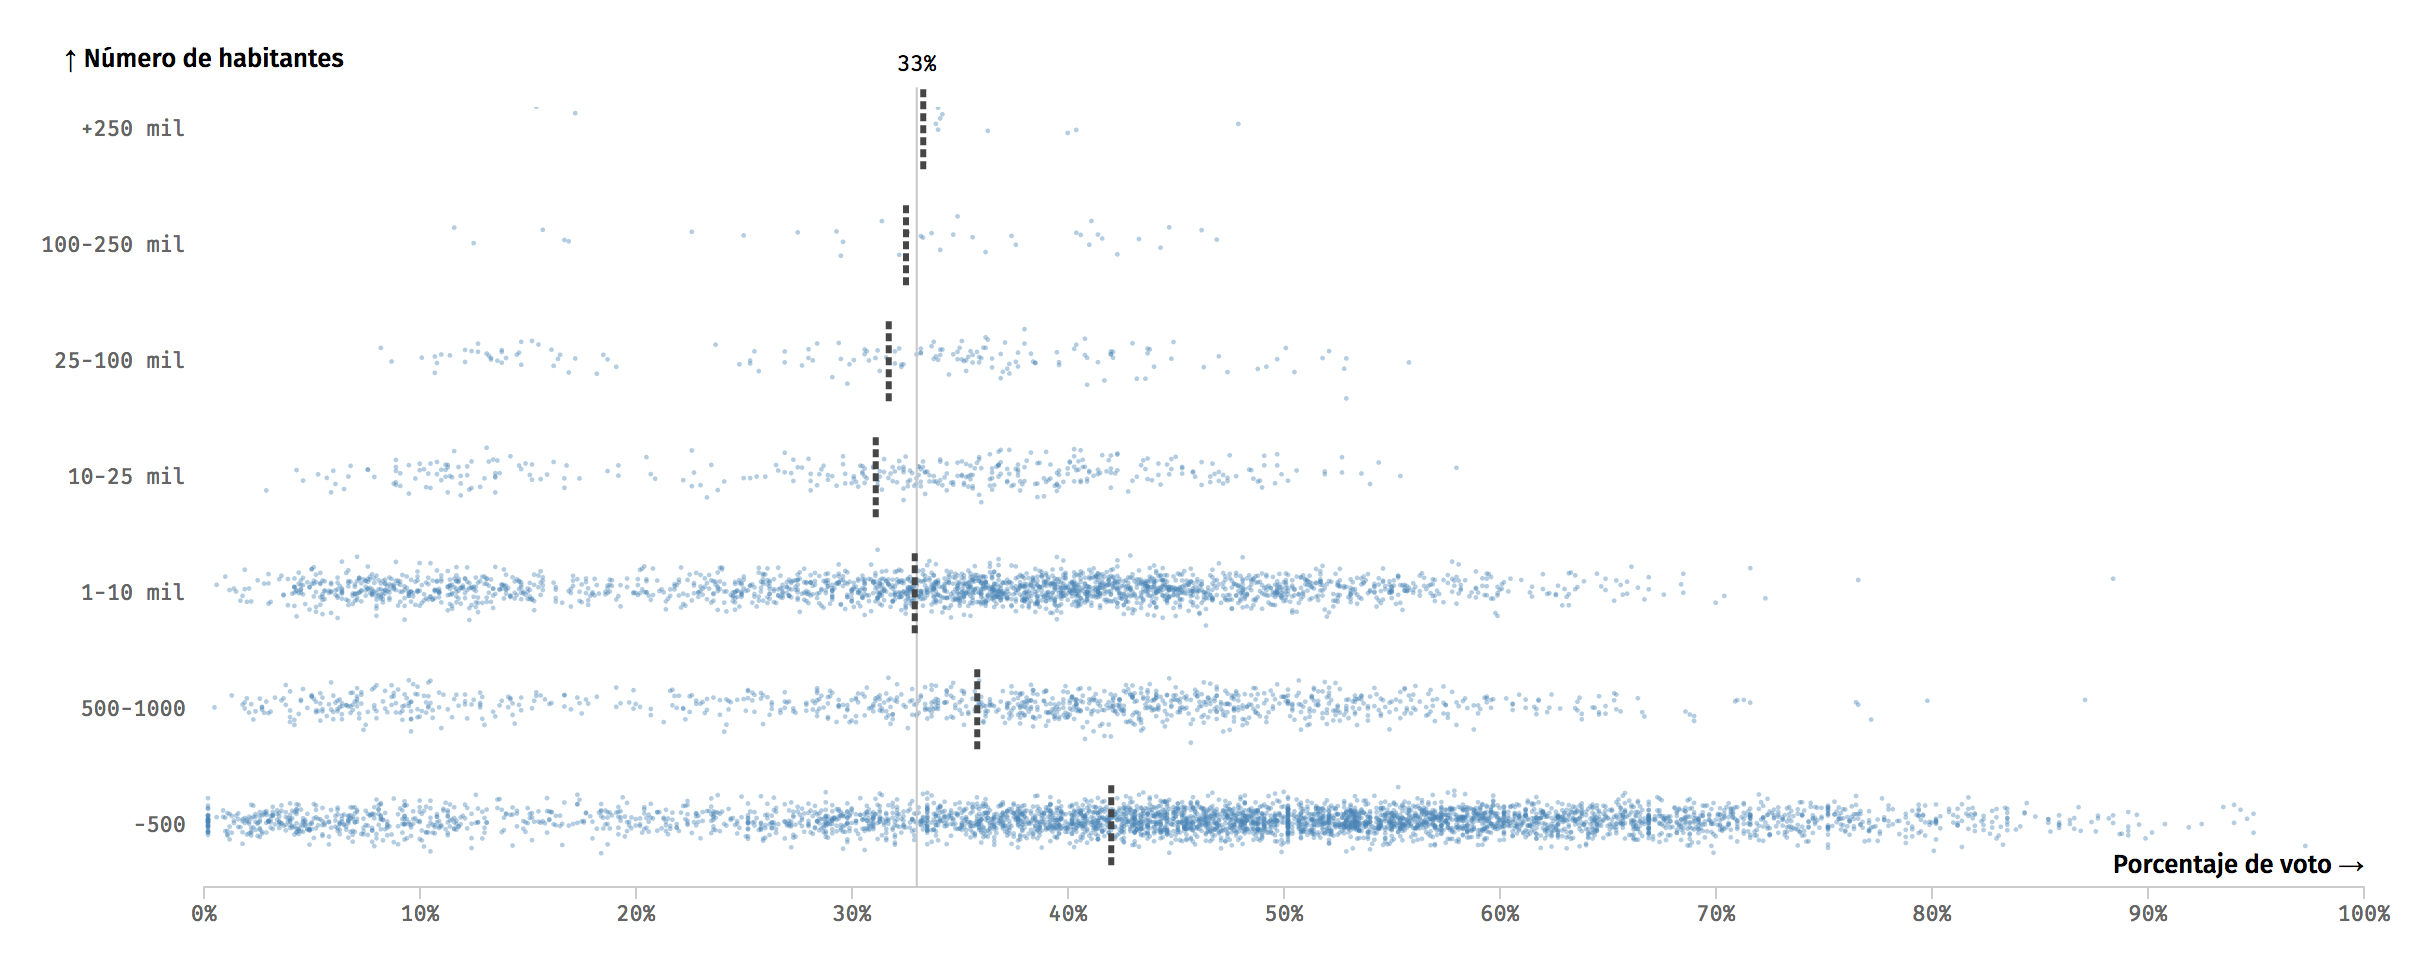 ↑ Número de habitantes
33%
+250 mil
100-250 mil
25-100 mil
10-25 mil
1-10 mil
500-1000
-500
Porcentaje de voto →
0% 10% 20% 30% 40% 50% 60% 70% 80% 90% 100%